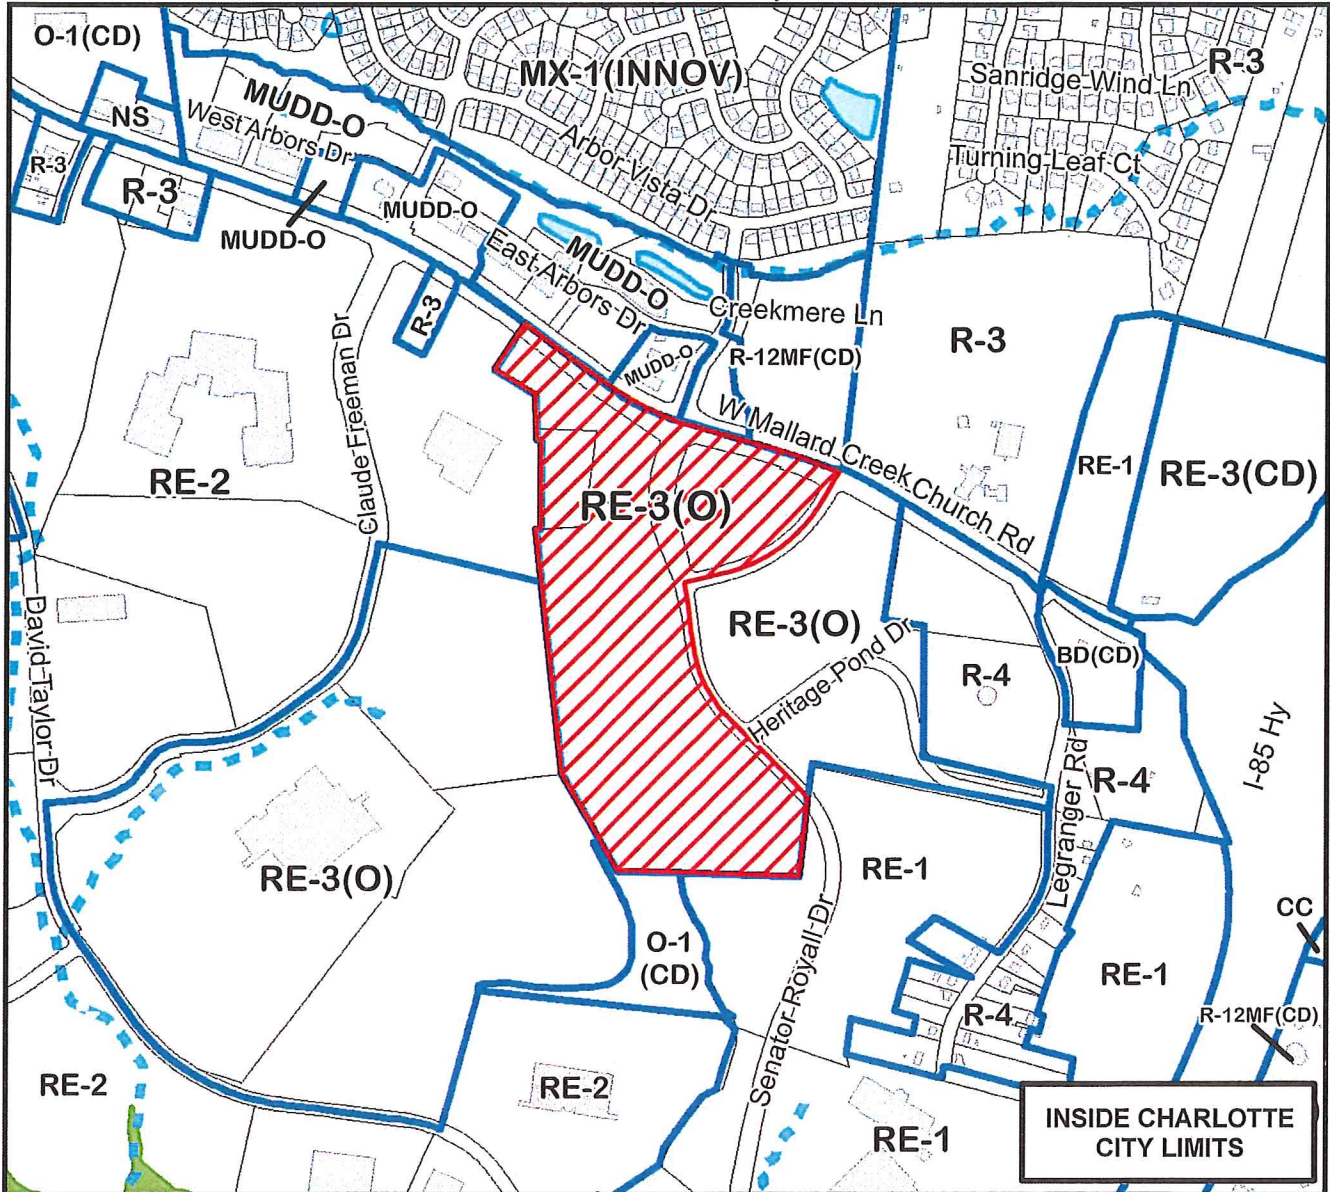 O-1(CD)
MX-1(INNOV)
R-3
Sanridge Wind Ln
MUDD-O
NS
West Arbors Dr
Arbor Vista Dr
Turning Leaf Ct
R-3
R-3
MUDD-O
MUDD-O
MUDD-O
East Arbors Dr
Creekmere Ln
R-3
R-3
R-12MF(CD)
MUDD-O
Claude Freeman Dr
W Mallard Creek Church Rd
RE-1
RE-3(CD)
RE-2
RE-3(O)
David Taylor Dr
RE-3(O)
Heritage Pond Dr
BD(CD)
R-4
I-85 Hy
Legranger Rd
R-4
RE-3(O)
RE-1
CC
O-1
(CD)
RE-1
Senator Royall Dr
R-4
R-12MF(CD)
RE-2
RE-2
RE-1
INSIDE CHARLOTTE
CITY LIMITS